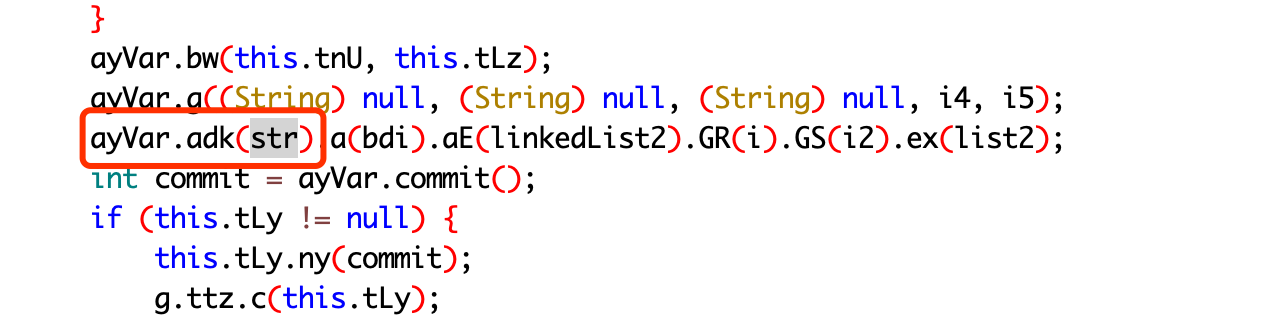 }
ayVar.bw(this.tnU, this.tLz);
ayVar.g((String) null, (String) null, (String) null, i4, i5);
ayVar.adk(str).a(bdi).aE(linkedList2).GR(i).GS(i2).ex(list2);
int commit = ayVar.commit();
if (this.tLy != null) {
this.tLy.ny(commit);
g.ttz.c(this.tLy);